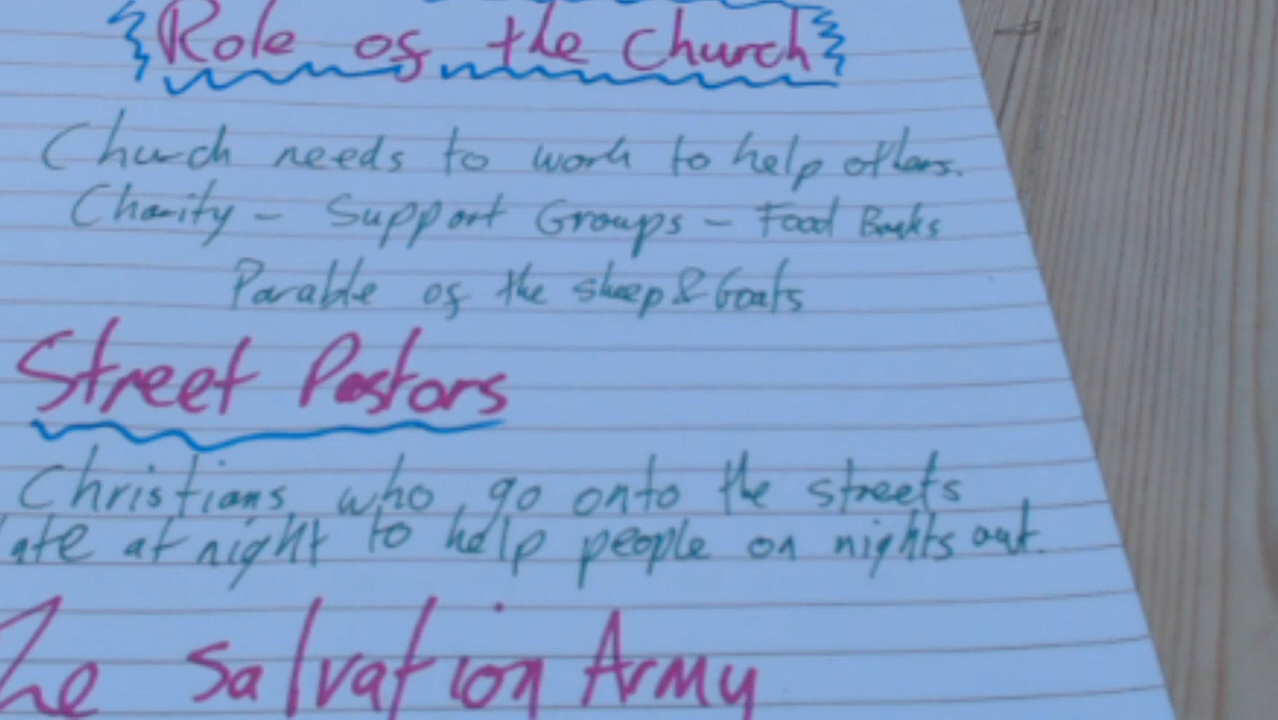 Role of the Church
Church needs to work to help others.
Charity - Support Groups - Food Banks
Parable of the sheep & Goats
Street Pastors
Christians who go onto the streets
late at night to help people on nights out.
The Salvation Army